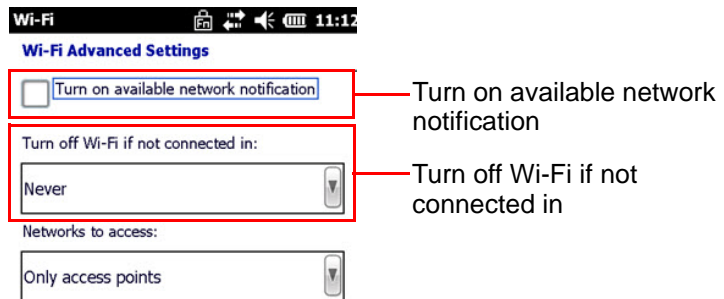 Wi-Fi Fn 11:12
Wi-Fi Advanced Settings
Turn on available network notification
Turn off Wi-Fi if not connected in:
Never
Networks to access:
Only access points
Turn on available network
notification
Turn off Wi-Fi if not
connected in